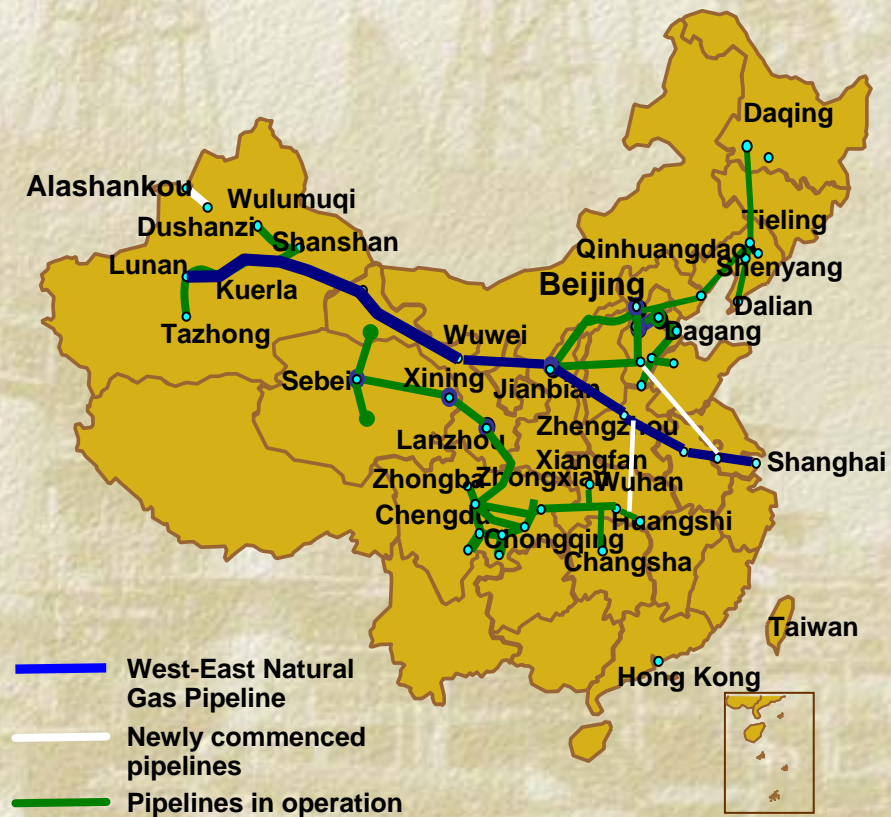 Daqing
Alashankou
Wulumuqi
Dushanzi
Tieling
Shanshan
Qinhuangdao
Lunan
Shenyang
Beijing
Kuerla
Dalian
Tazhong
Wuwei
Dagang
Sebei
Xining
Jianbian
Zhengzhou
Lanzhou
Xiangfan
Shanghai
Zhongba
Zhongxian
Wuhan
Chengdu
Huangshi
Chongqing
Changsha
Taiwan
Hong Kong
West-East Natural
Gas Pipeline
Newly commenced
pipelines
Pipelines in operation